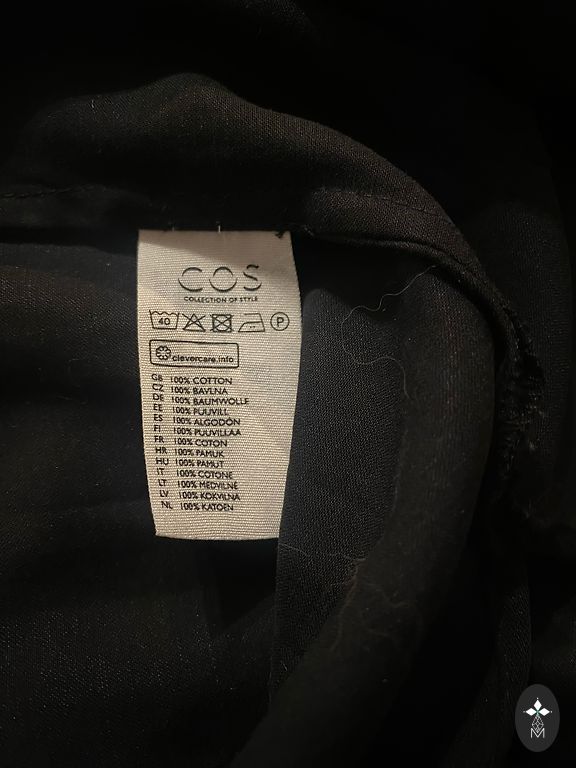 COS
COLLECTION OF STYLE
40 P
clevercare.info
GB 100% COTTON
CZ 100% BAVLNA
DE 100% BAUMWOLLE
EE 100% PUUVILL
ES 100% ALGODÓN
FI 100% PUUVILLAA
FR 100% COTON
HR 100% PAMUK
HU 100% PAMUT
IT 100% COTONE
LT 100% MEDVILNĖ
LV 100% KOKVILNA
NL 100% KATOEN
M